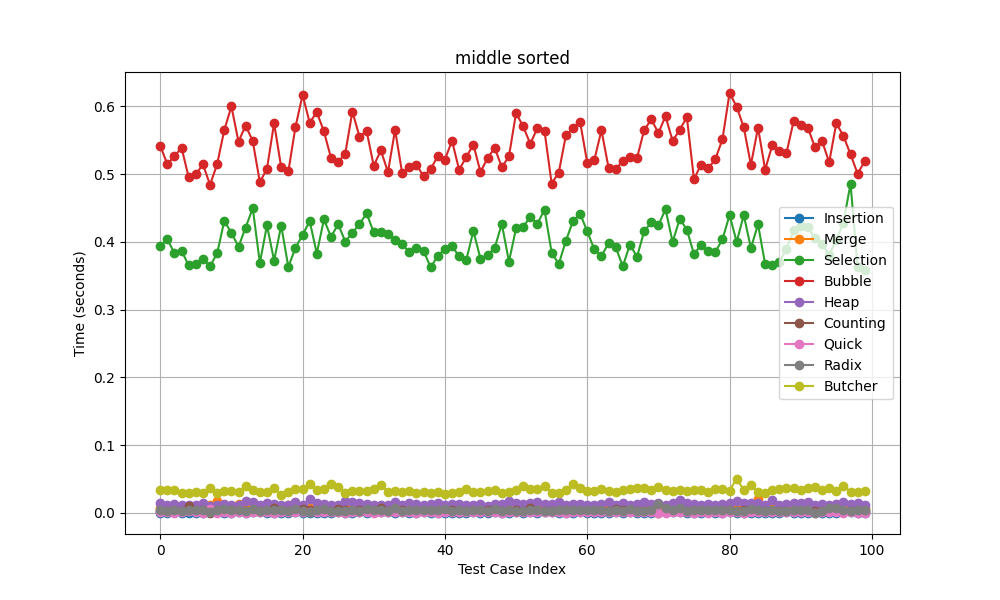 middle sorted
Time (seconds)
0.6
0.5
0.4
0.3
0.2
0.1
0.0
0
20
40
60
80
100
Test Case Index
Insertion
Merge
Selection
Bubble
Heap
Counting
Quick
Radix
Butcher